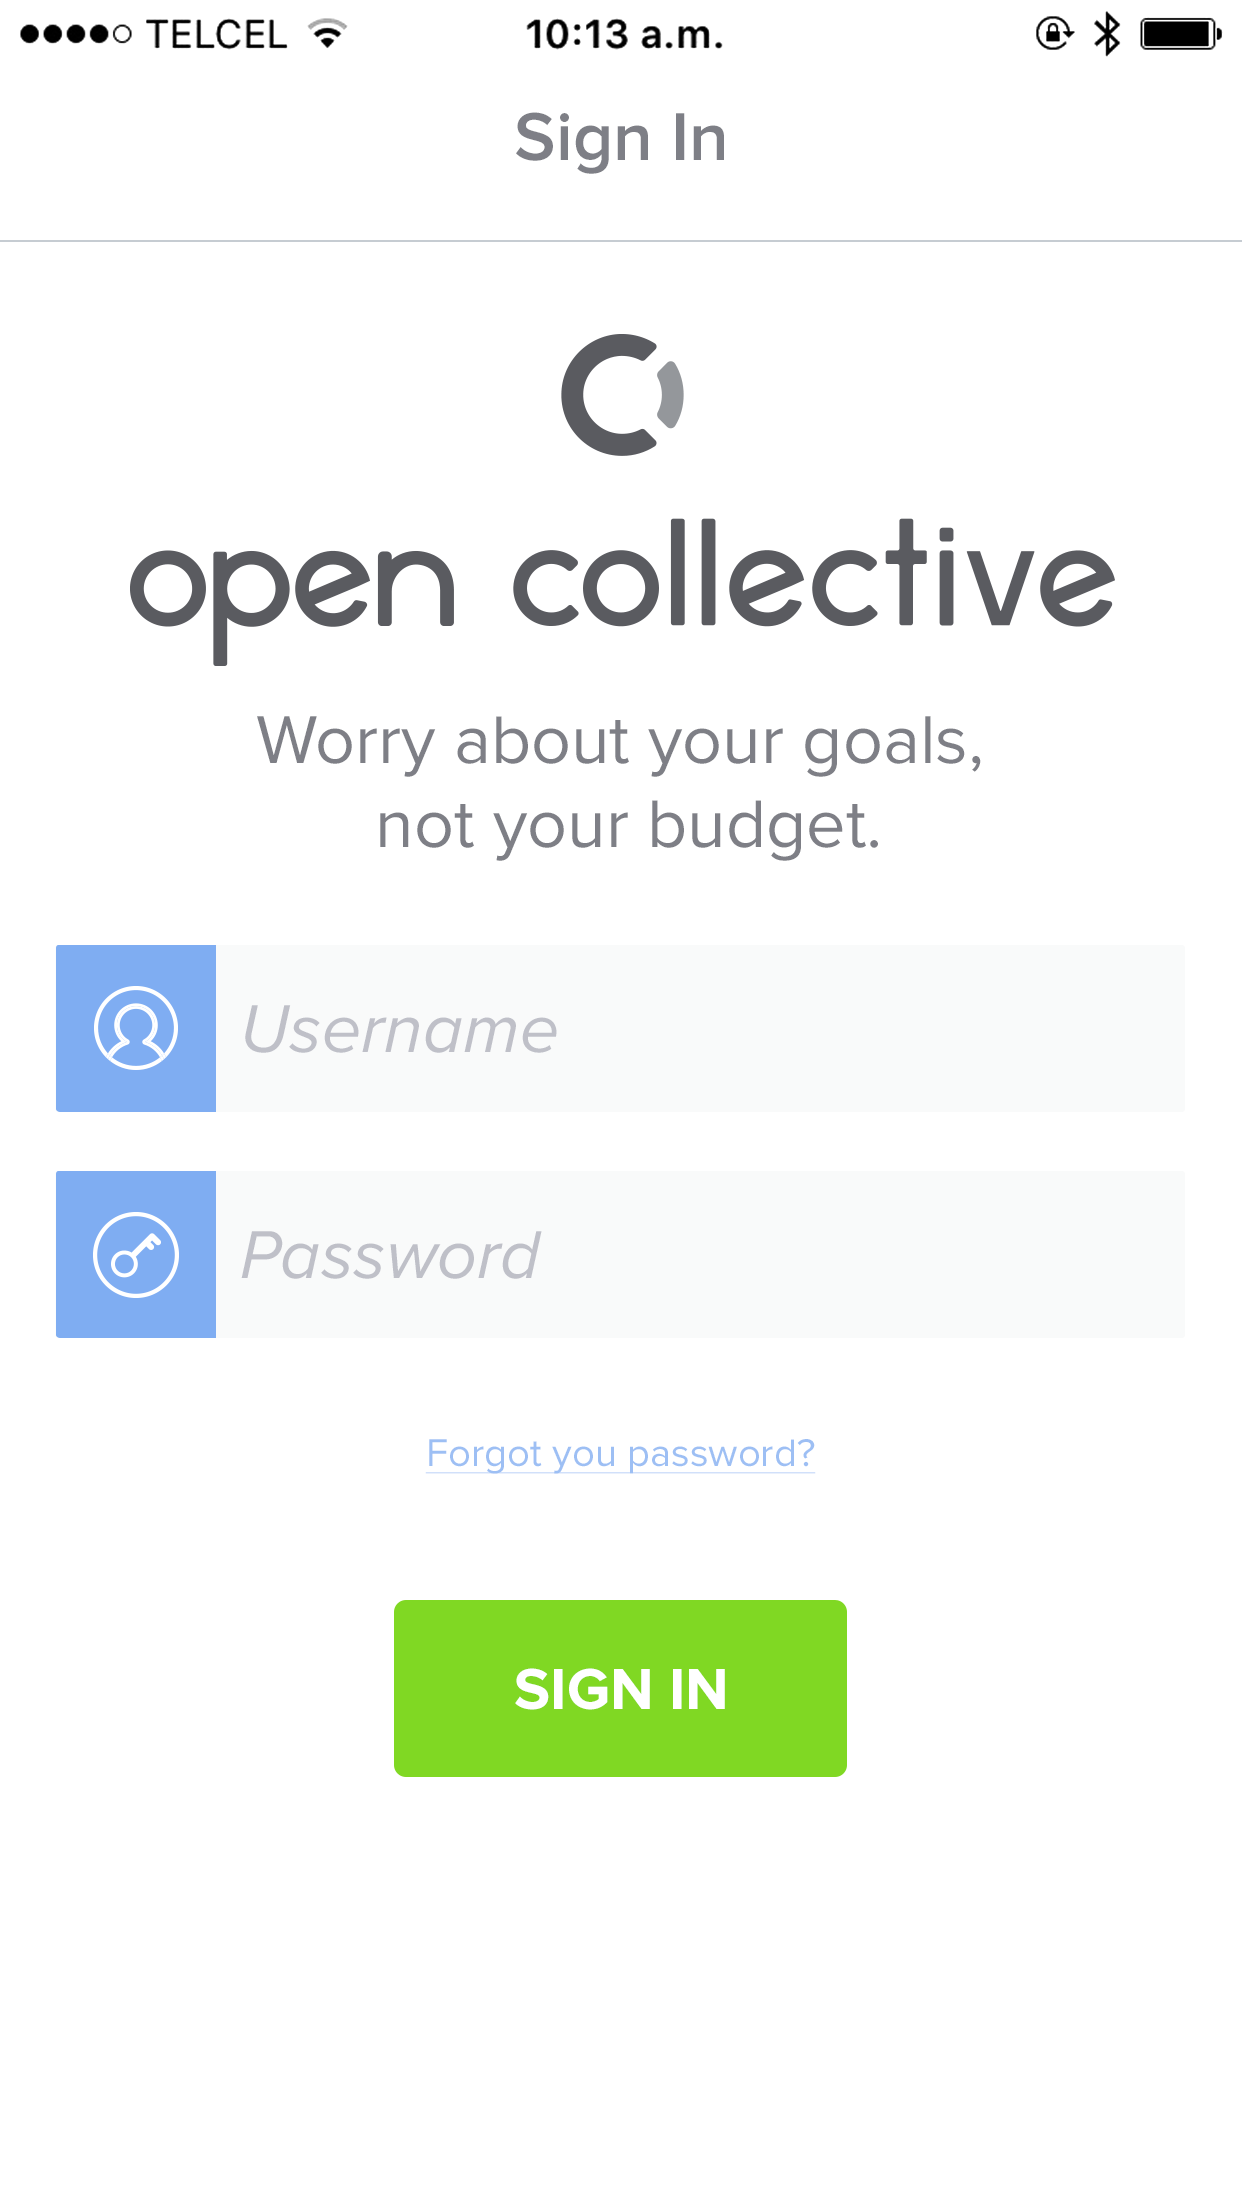 TELCEL 10:13 a.m.
Sign In
open collective
Worry about your goals,
not your budget.
Username
Password
Forgot you password?
SIGN IN